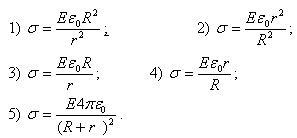 1) σ = Eε₀R²/r² ; 2) σ = Eε₀r²/R² ;
3) σ = Eε₀R/r ; 4) σ = Eε₀r/R ;
5) σ = E4πε₀/(R + r)² .